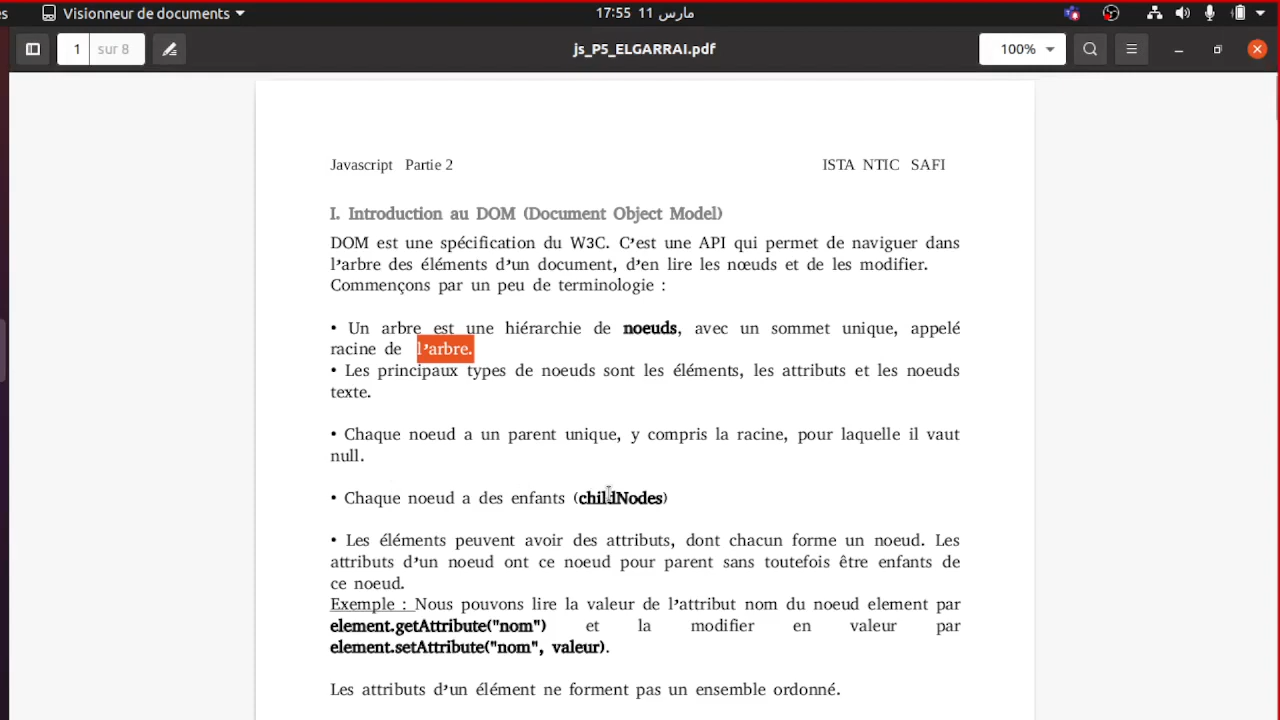 es Visionneur de documents 17:55 11 مارس
1 sur 8 js_P5_ELGARRAI.pdf 100%
Javascript Partie 2 ISTA NTIC SAFI
I. Introduction au DOM (Document Object Model)
DOM est une spécification du W3C. C’est une API qui permet de naviguer dans
l’arbre des éléments d’un document, d’en lire les nœuds et de les modifier.
Commençons par un peu de terminologie :
• Un arbre est une hiérarchie de noeuds, avec un sommet unique, appelé
racine de l’arbre.
• Les principaux types de noeuds sont les éléments, les attributs et les noeuds
texte.
• Chaque noeud a un parent unique, y compris la racine, pour laquelle il vaut
null.
• Chaque noeud a des enfants (childNodes)
• Les éléments peuvent avoir des attributs, dont chacun forme un noeud. Les
attributs d’un noeud ont ce noeud pour parent sans toutefois être enfants de
ce noeud.
Exemple : Nous pouvons lire la valeur de l’attribut nom du noeud element par
element.getAttribute("nom") et la modifier en valeur par
element.setAttribute("nom", valeur).
Les attributs d’un élément ne forment pas un ensemble ordonné.